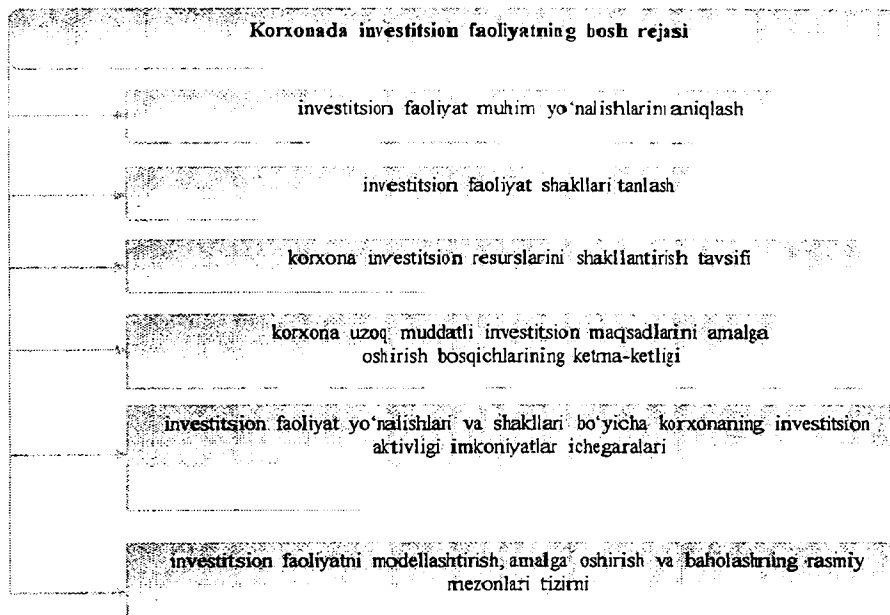 Korxonada investitsion faoliyatning bosh rejasi
investitsion faoliyat muhim yo‘nalishlarini aniqlash
investitsion faoliyat shakllari tanlash
korxona investitsion resurslarini shakllantirish tavsifi
korxona uzoq muddatli investitsion maqsadlarini amalga
oshirish bosqichlarining ketma-ketligi
investitsion faoliyat yo‘nalishlari va shakllari bo‘yicha korxonaning investitsion
aktivligi imkoniyatlar ichegaralari
investitsion faoliyatni modellashtirish, amalga oshirish va baholashning rasmiy
mezonlari tizimi